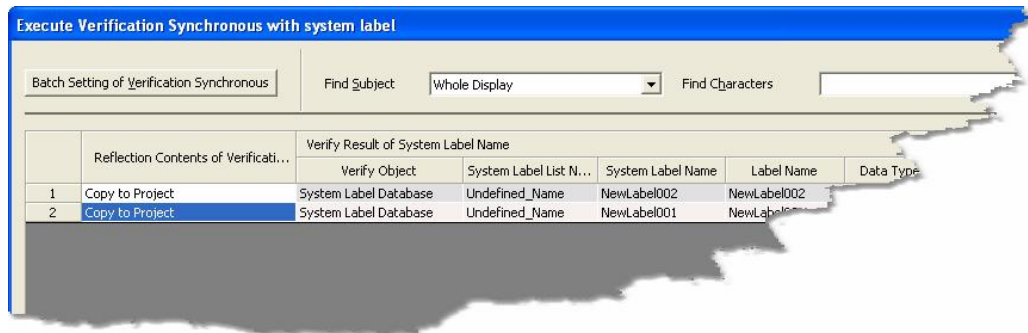 Execute Verification Synchronous with system label
Batch Setting of Verification Synchronous Find Subject Whole Display Find Characters
Verify Result of System Label Name
Reflection Contents of Verificati...
Verify Object System Label List N... System Label Name Label Name Data Type
1 Copy to Project System Label Database Undefined_Name NewLabel002 NewLabel002
2 Copy to Project System Label Database Undefined_Name NewLabel001